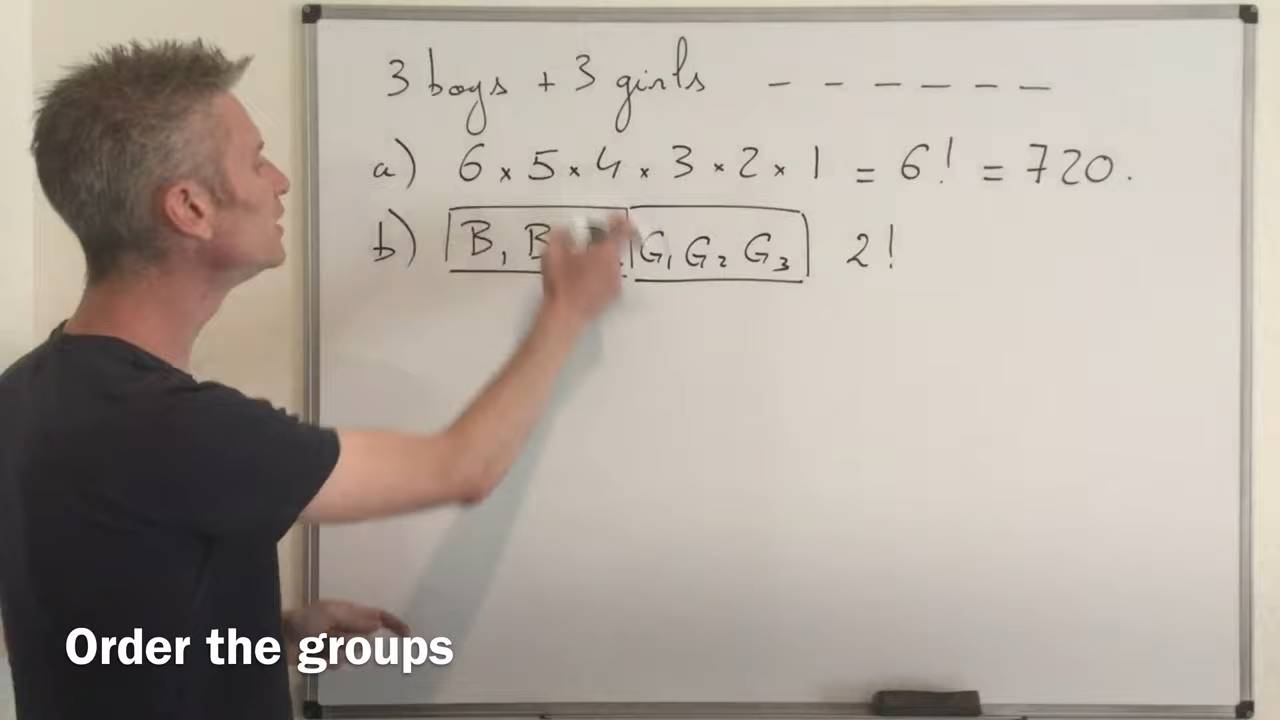 3 boys + 3 girls _ _ _ _ _ _
a) 6 × 5 × 4 × 3 × 2 × 1 = 6! = 720.
b) B₁ B G₁ G₂ G₃ 2!
Order the groups